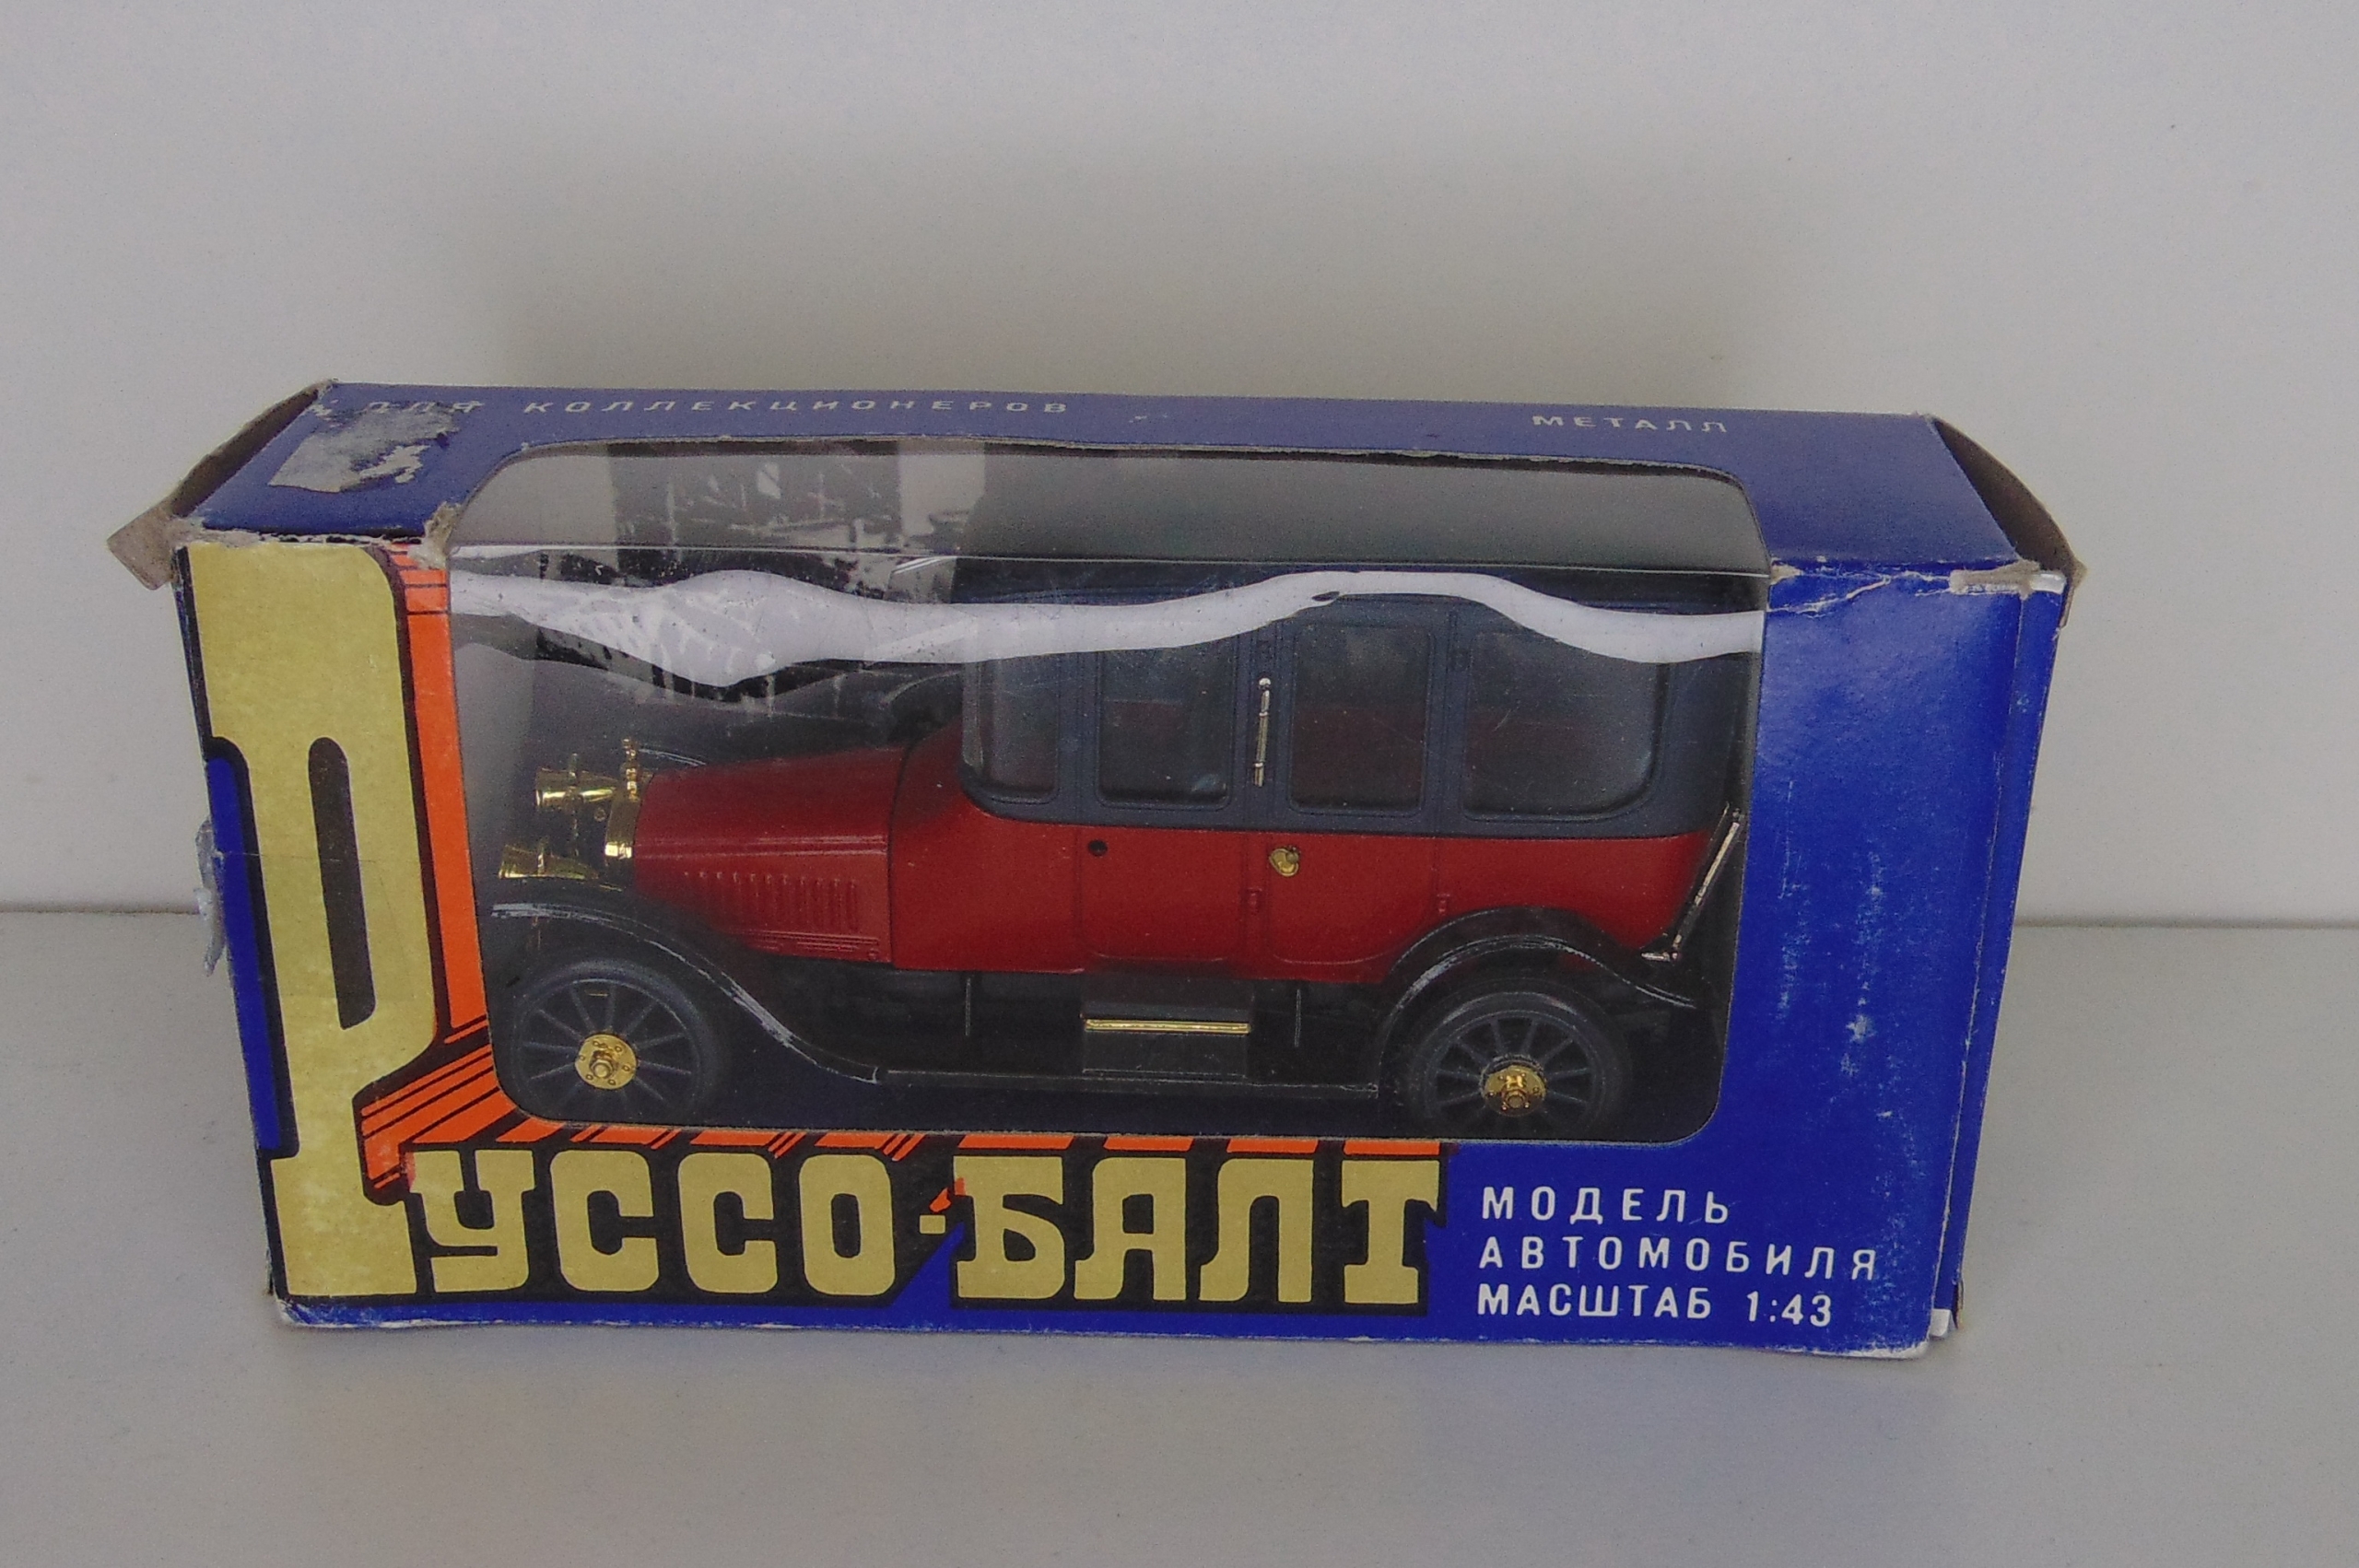 ДЛЯ КОЛЛЕКЦИОНЕРОВ МЕТАЛЛ
РУССО-БАЛТ
МОДЕЛЬ
АВТОМОБИЛЯ
МАСШТАБ 1:43